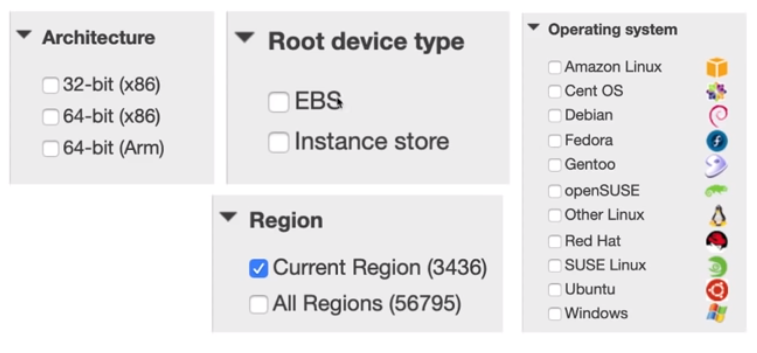 Architecture
32-bit (x86)
64-bit (x86)
64-bit (Arm)
Root device type
EBS
Instance store
Region
Current Region (3436)
All Regions (56795)
Operating system
Amazon Linux
Cent OS
Debian
Fedora
Gentoo
openSUSE
Other Linux
Red Hat
SUSE Linux
Ubuntu
Windows